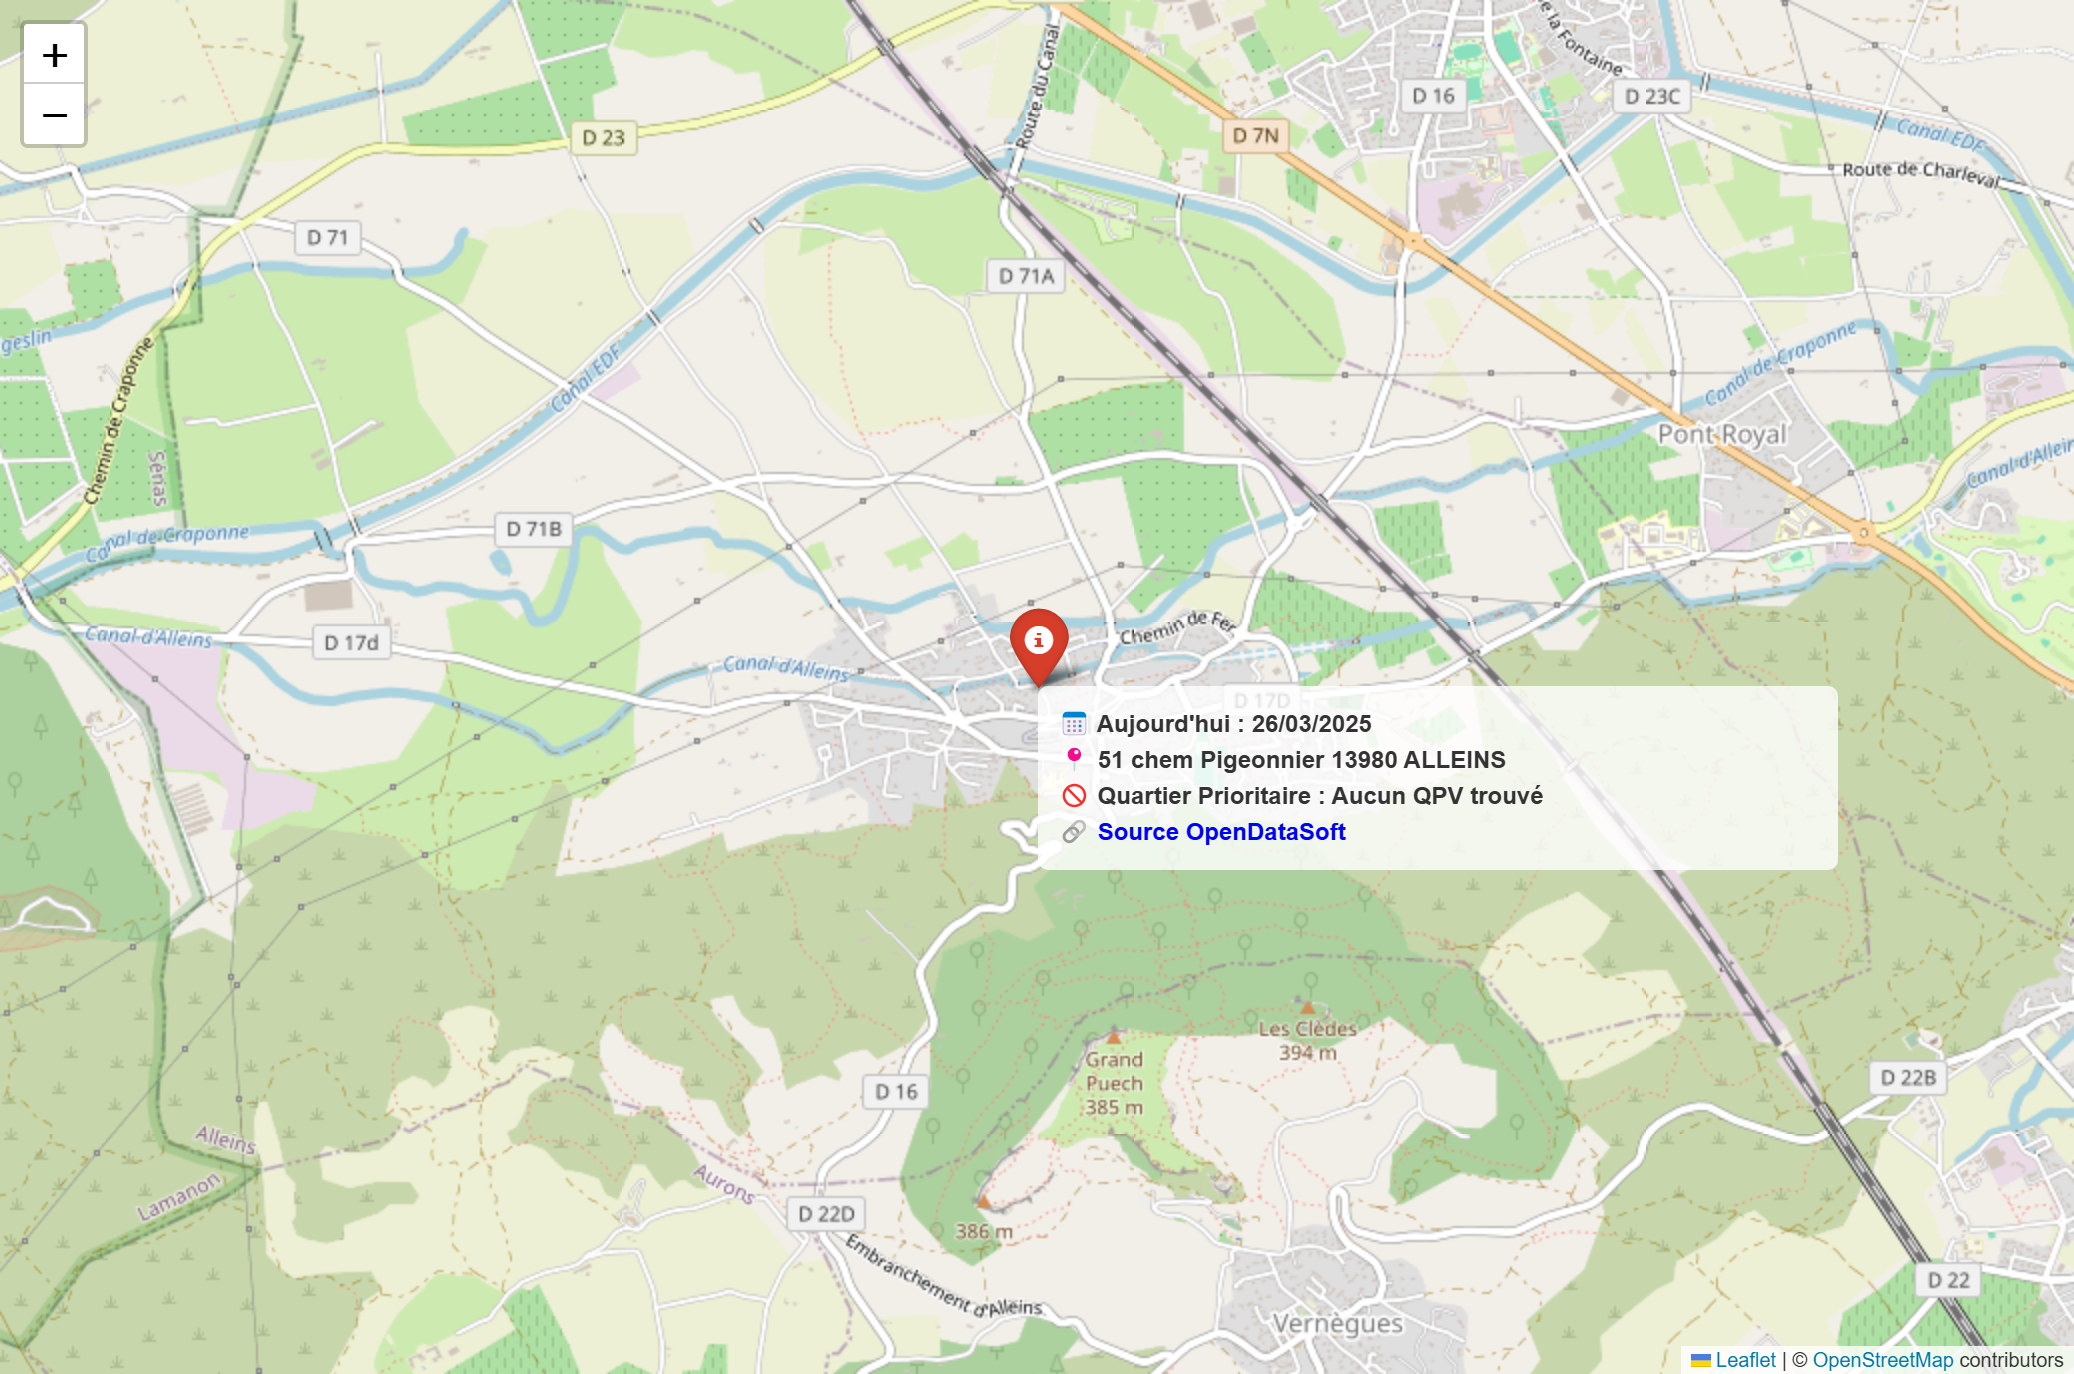 +
−
Route du Canal
de la Fontaine
D 16
D 23C
Canal EDF
D 23
D 7N
Route de Charleval
D 71
D 71A
geslin
Chemin de Craponne
Canal EDF
Canal de Craponne
Pont Royal
Sénas
Canal d'Allein
Canal de Craponne
D 71B
Canal d'Alleins
D 17d
Chemin de Fer
Canal d'Alleins
D 17D
Aujourd'hui : 26/03/2025
51 chem Pigeonnier 13980 ALLEINS
Quartier Prioritaire : Aucun QPV trouvé
Source OpenDataSoft
Les Clèdes
394 m
Grand
Puech
385 m
D 16
D 22B
Alleins
Lamanon
Aurons
D 22D
386 m
Embranchement d'Alleins
D 22
Vernègues
Leaflet | © OpenStreetMap contributors